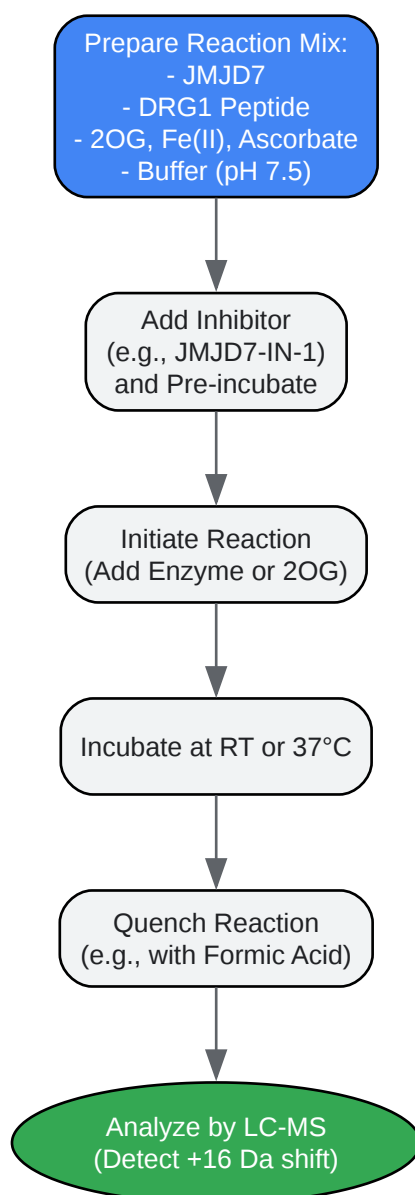 Prepare Reaction Mix:
- JMJD7
- DRG1 Peptide
- 2OG, Fe(II), Ascorbate
- Buffer (pH 7.5)
Add Inhibitor
(e.g., JMJD7-IN-1)
and Pre-incubate
Initiate Reaction
(Add Enzyme or 2OG)
Incubate at RT or 37°C
Quench Reaction
(e.g., with Formic Acid)
Analyze by LC-MS
(Detect +16 Da shift)